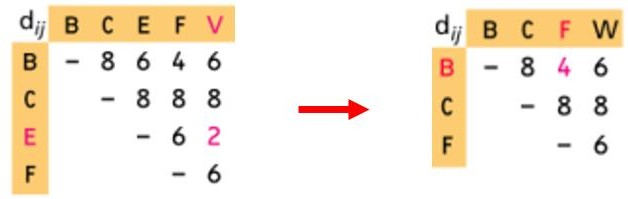 dij B C E F V
B - 8 6 4 6
C - 8 8 8
E - 6 2
F - 6
dij B C F W
B - 8 4 6
C - 8 8
F - 6